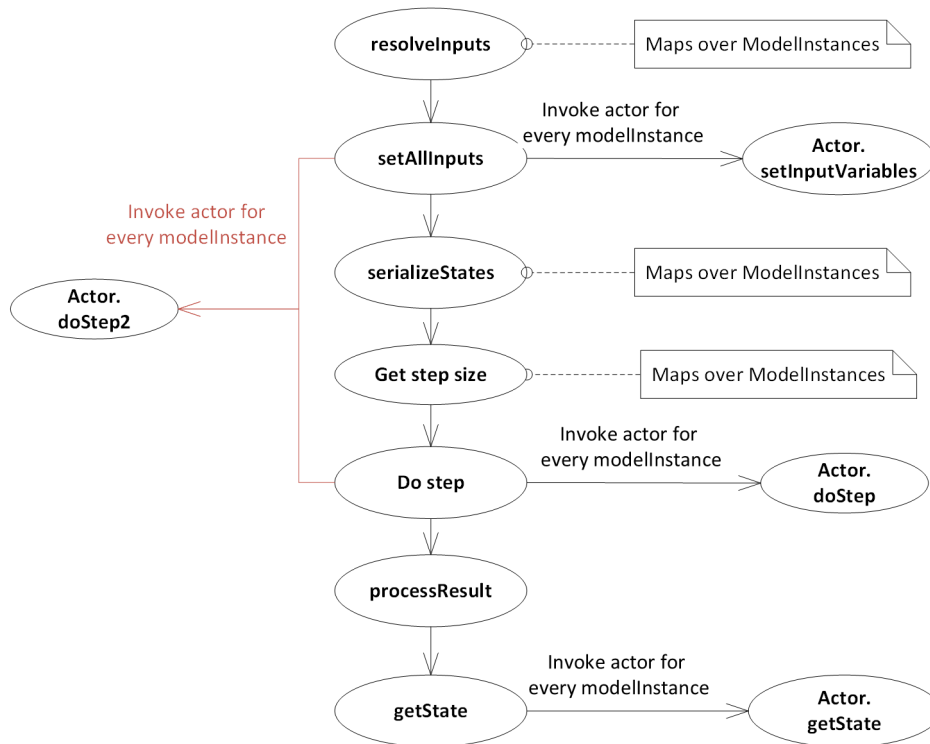 resolveInputs
Maps over ModelInstances
Invoke actor for
every modelInstance
setAllInputs
Actor.
setInputVariables
Invoke actor for
every modelInstance
serializeStates
Maps over ModelInstances
Actor.
doStep2
Get step size
Maps over ModelInstances
Invoke actor for
every modelInstance
Do step
Actor.
doStep
processResult
Invoke actor for
every modelInstance
getState
Actor.
getState